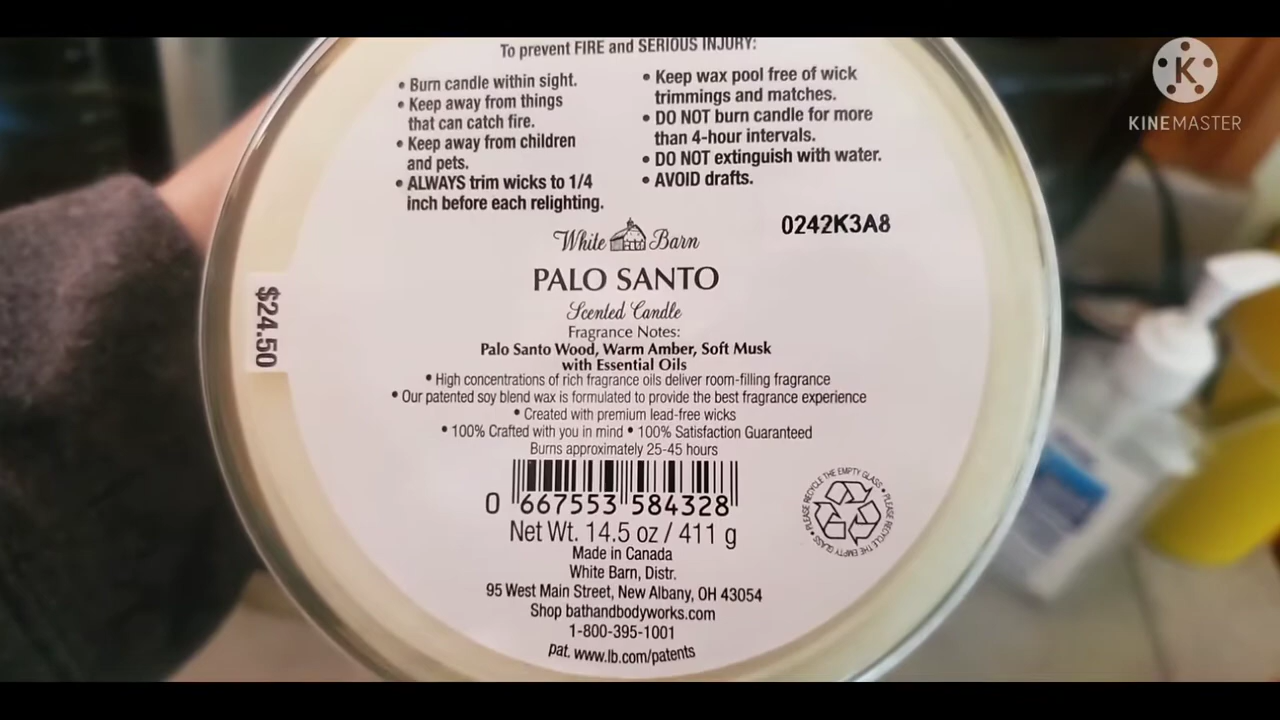 To prevent FIRE and SERIOUS INJURY:
• Burn candle within sight.
• Keep away from things
that can catch fire.
• Keep away from children
and pets.
• ALWAYS trim wicks to 1/4
inch before each relighting.
• Keep wax pool free of wick
trimmings and matches.
• DO NOT burn candle for more
than 4-hour intervals.
• DO NOT extinguish with water.
• AVOID drafts.
K
KINEMASTER
0242K3A8
White Barn
PALO SANTO
Scented Candle
Fragrance Notes:
Palo Santo Wood, Warm Amber, Soft Musk
with Essential Oils
• High concentrations of rich fragrance oils deliver room-filling fragrance
• Our patented soy blend wax is formulated to provide the best fragrance experience
• Created with premium lead-free wicks
• 100% Crafted with you in mind • 100% Satisfaction Guaranteed
Burns approximately 25-45 hours
$24.50
0 667553 584328
Net Wt. 14.5 oz / 411 g
Made in Canada
White Barn, Distr.
95 West Main Street, New Albany, OH 43054
Shop bathandbodyworks.com
1-800-395-1001
pat. www.lb.com/patents
• PLEASE RECYCLE THE EMPTY GLASS • PLEASE RECYCLE THE EMPTY GLASS